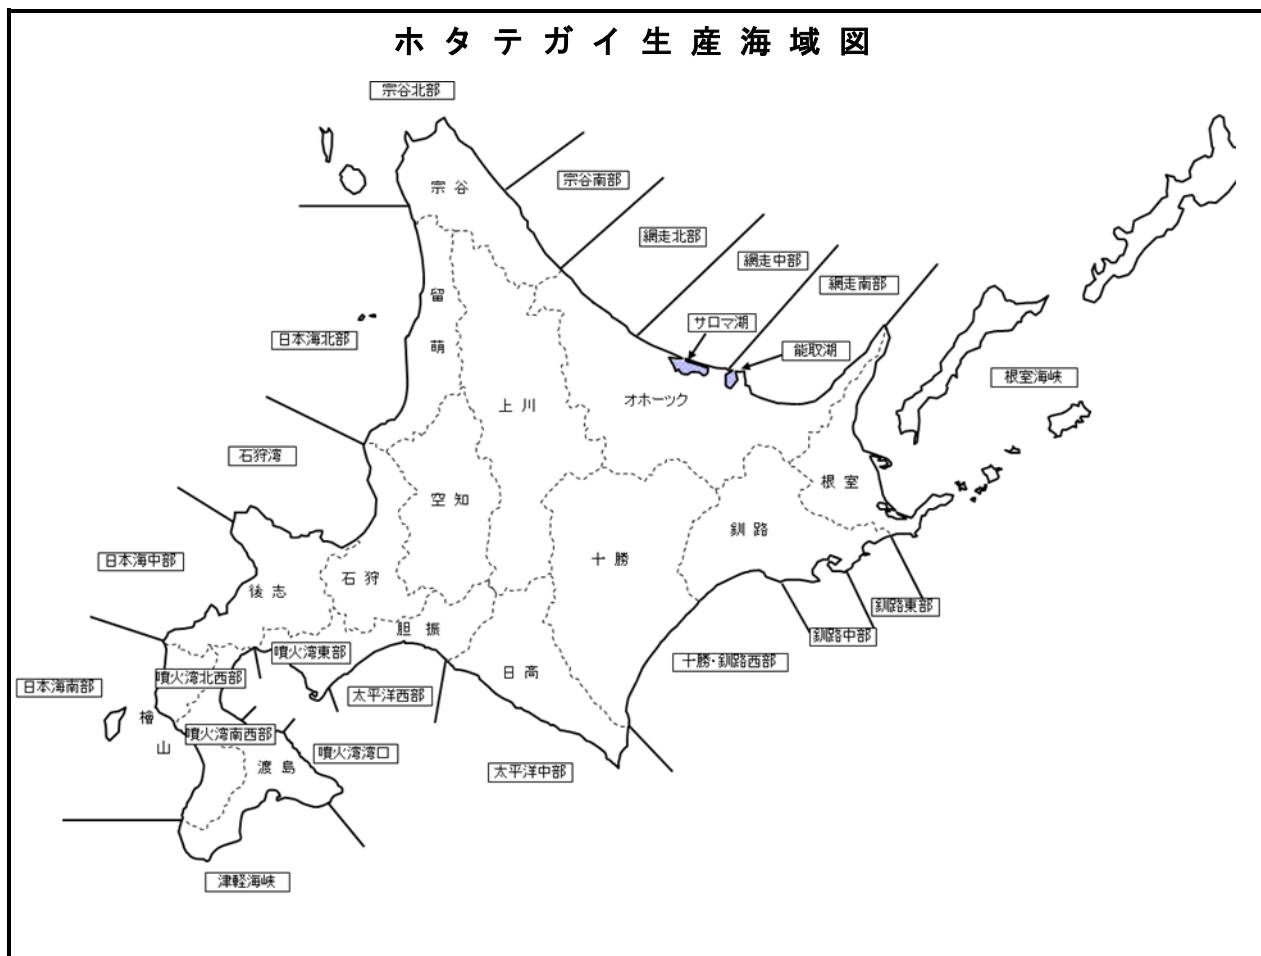 ホタテガイ生産海域図
宗谷北部
宗谷南部
宗谷
網走北部
網走中部
網走南部
留萌
サロマ湖
日本海北部
能取湖
根室海峡
オホーツク
上川
石狩湾
根室
空知
釧路
日本海中部
十勝
石狩
後志
釧路東部
胆振
釧路中部
噴火湾東部
十勝・釧路西部
日高
噴火湾北西部
日本海南部
太平洋西部
檜山
噴火湾南西部
噴火湾湾口
渡島
太平洋中部
津軽海峡